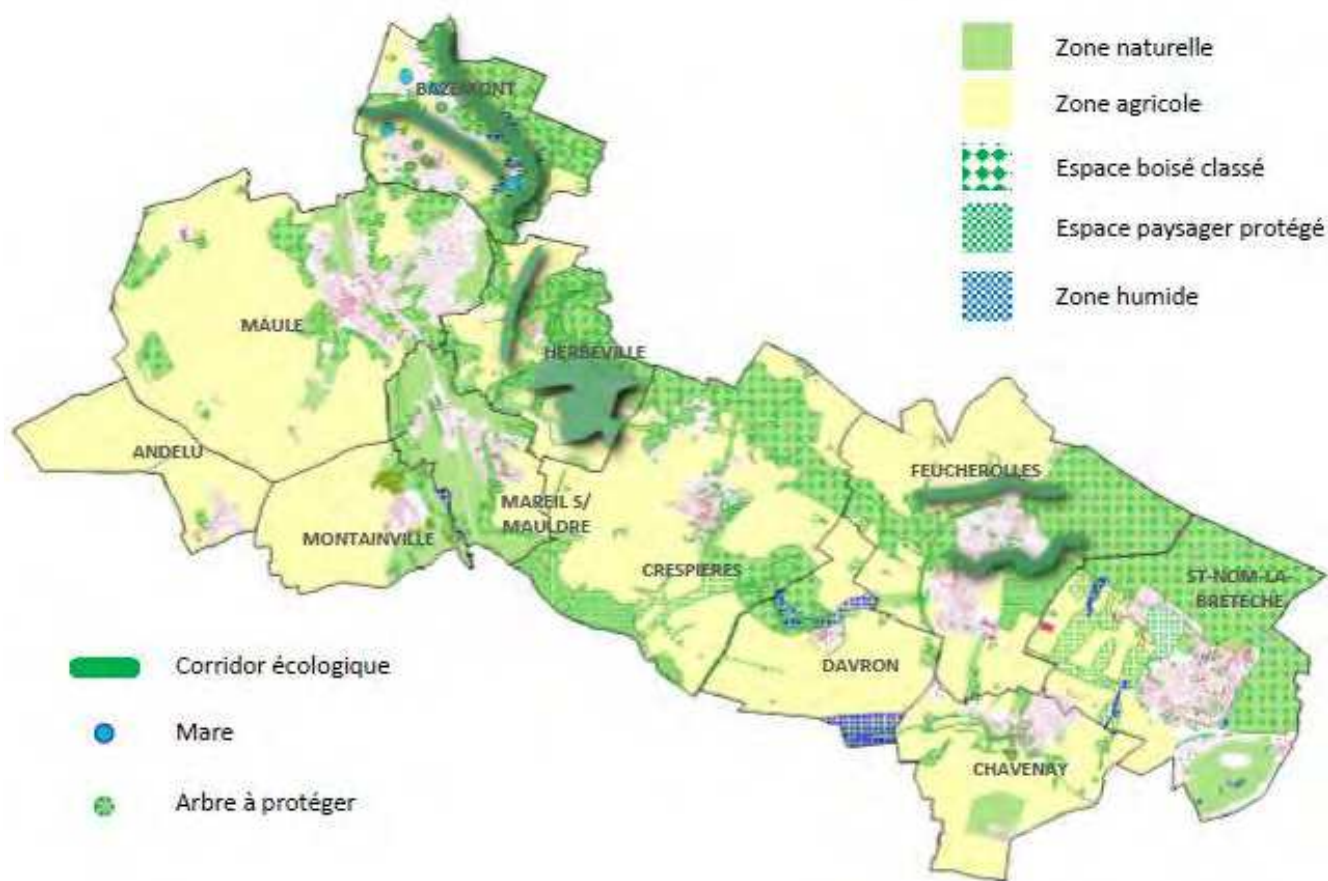 Zone naturelle
Zone agricole
Espace boisé classé
Espace paysager protégé
Zone humide
BAZEMONT
MAULE
HERBEVILLE
ANDELU
FEUCHEROLLES
MONTAINVILLE
MAREIL S/
MAULDRE
CRESPIERES
ST-NOM-LA-
BRETECHE
DAVRON
CHAVENAY
Corridor écologique
Mare
Arbre à protéger